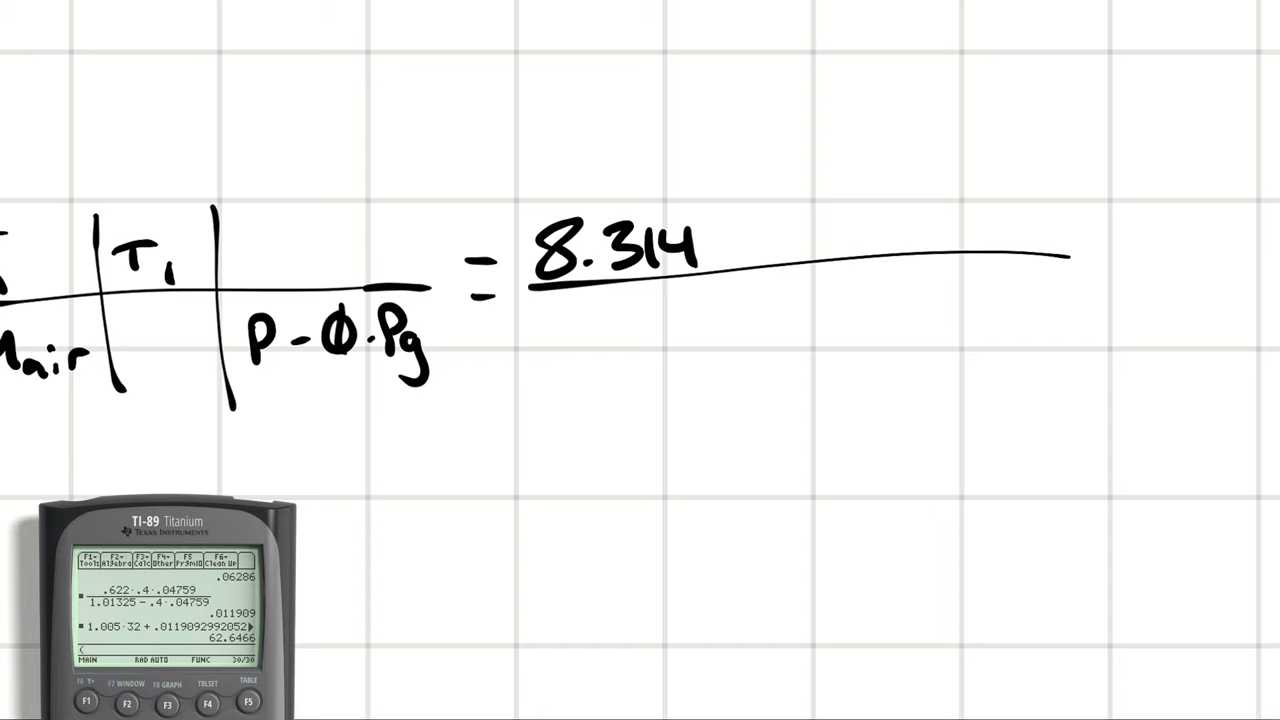 T₁ = 8.314
Mair P - ϕ·Pg
TI-89 Titanium
TEXAS INSTRUMENTS
F1▾ F2▾ F3▾ F4▾ F5 F6▾
Tools Algebra Calc Other PrgmIO Clean Up
.06286
.622·.4·.04759
1.01325 - .4·.04759
.011909
1.005·32 + .0119092992052▸
62.6466
(
MAIN RAD AUTO FUNC 30/30
F6 Y= F7 WINDOW F8 GRAPH TBLSET TABLE
F1 F2 F3 F4 F5